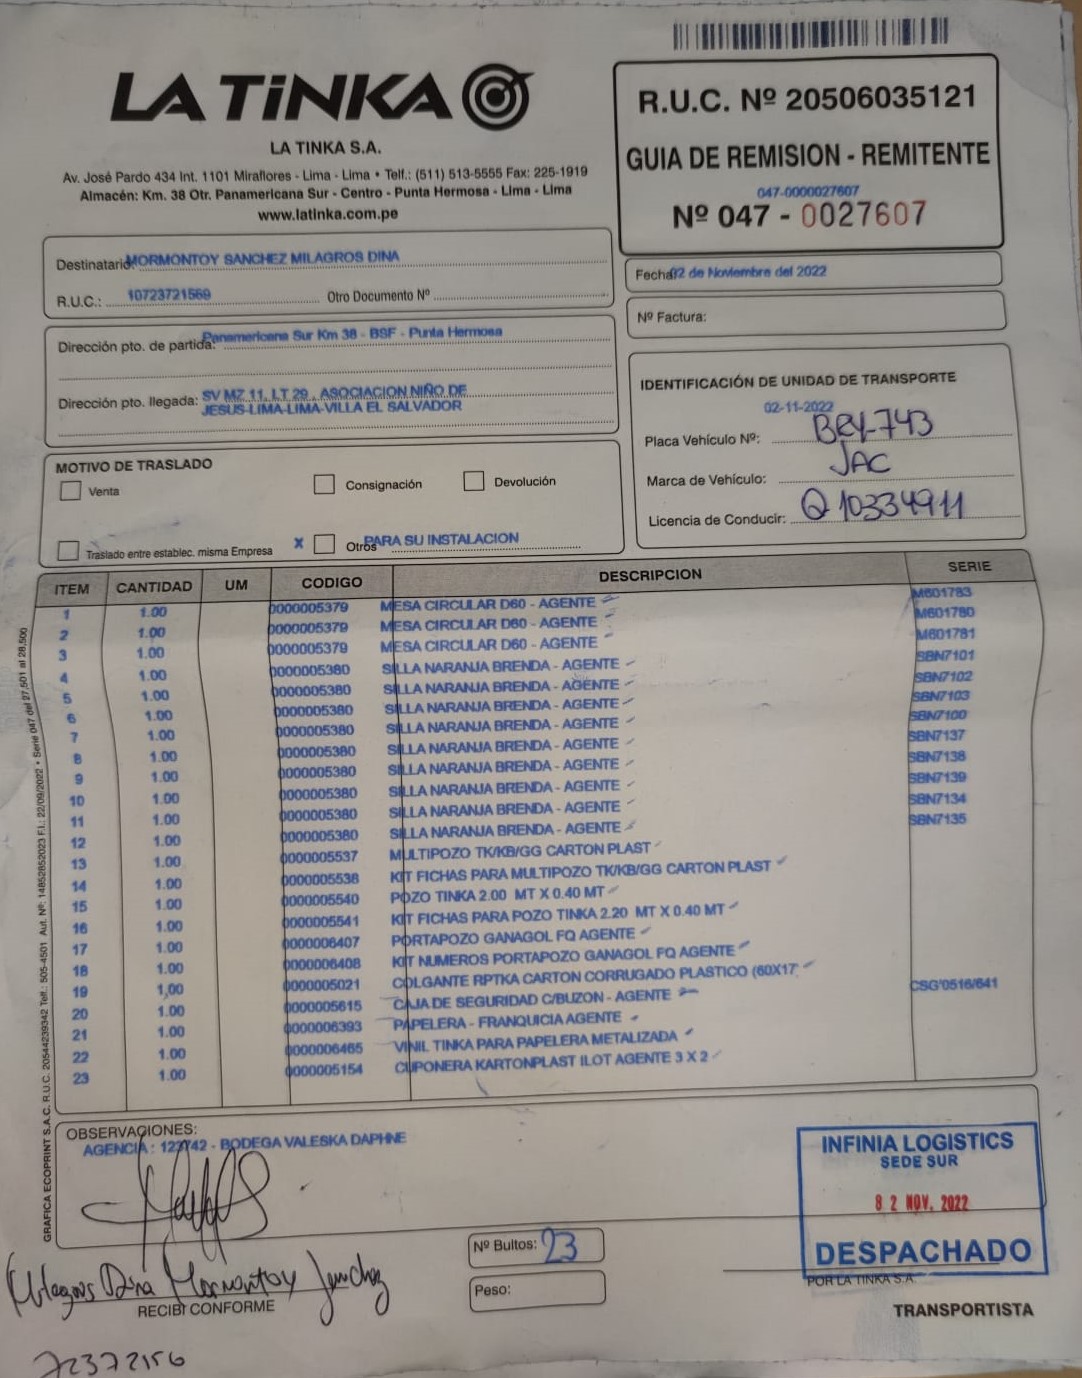 LA TiNKA
LA TINKA S.A.
Av. José Pardo 434 Int. 1101 Miraflores - Lima - Lima • Telf.: (511) 513-5555 Fax: 225-1919
Almacén: Km. 38 Otr. Panamericana Sur - Centro - Punta Hermosa - Lima - Lima
www.latinka.com.pe
R.U.C. Nº 20506035121
GUIA DE REMISION - REMITENTE
047-0000027607
Nº 047 - 0027607
Destinatario: MORMONTOY SANCHEZ MILAGROS DINA
R.U.C.: 10723721569 Otro Documento Nº
Fecha: 02 de Noviembre del 2022
Nº Factura:
Dirección pto. de partida: Panamericana Sur Km 38 - BSF - Punta Hermosa
Dirección pto. llegada: SV MZ 11, LT 29 , ASOCIACION NIÑO DE
JESUS-LIMA-LIMA-VILLA EL SALVADOR
IDENTIFICACIÓN DE UNIDAD DE TRANSPORTE
02-11-2022
Placa Vehículo Nº: BRY-743
Marca de Vehículo: JAC
Licencia de Conducir: Q10334911
MOTIVO DE TRASLADO
Venta Consignación Devolución
Traslado entre establec. misma Empresa x Otros PARA SU INSTALACION
ITEM CANTIDAD UM CODIGO DESCRIPCION SERIE
1 1.00 0000005379 MESA CIRCULAR D60 - AGENTE M601783
2 1.00 0000005379 MESA CIRCULAR D60 - AGENTE M601780
3 1.00 0000005379 MESA CIRCULAR D60 - AGENTE M601781
4 1.00 0000005380 SILLA NARANJA BRENDA - AGENTE SBN7101
5 1.00 0000005380 SILLA NARANJA BRENDA - AGENTE SBN7102
6 1.00 0000005380 SILLA NARANJA BRENDA - AGENTE SBN7103
7 1.00 0000005380 SILLA NARANJA BRENDA - AGENTE SBN7100
8 1.00 0000005380 SILLA NARANJA BRENDA - AGENTE SBN7137
9 1.00 0000005380 SILLA NARANJA BRENDA - AGENTE SBN7138
10 1.00 0000005380 SILLA NARANJA BRENDA - AGENTE SBN7139
11 1.00 0000005380 SILLA NARANJA BRENDA - AGENTE SBN7134
12 1.00 0000005380 SILLA NARANJA BRENDA - AGENTE SBN7135
13 1.00 0000005537 MULTIPOZO TK/KB/GG CARTON PLAST
14 1.00 0000005538 KIT FICHAS PARA MULTIPOZO TK/KB/GG CARTON PLAST
15 1.00 0000005540 POZO TINKA 2.00 MT X 0.40 MT
16 1.00 0000005541 KIT FICHAS PARA POZO TINKA 2.20 MT X 0.40 MT
17 1.00 0000006407 PORTAPOZO GANAGOL FQ AGENTE
18 1.00 0000006408 KIT NUMEROS PORTAPOZO GANAGOL FQ AGENTE
19 1,00 0000005021 COLGANTE RPTKA CARTON CORRUGADO PLASTICO (60X17
20 1.00 0000005615 CAJA DE SEGURIDAD C/BUZON - AGENTE CSG'0516/641
21 1.00 0000006393 PAPELERA - FRANQUICIA AGENTE
22 1.00 0000006465 VINIL TINKA PARA PAPELERA METALIZADA
23 1.00 0000005154 CUPONERA KARTONPLAST ILOT AGENTE 3 X 2
GRAFICA ECOPRINT S.A.C. R.U.C. 20544239342 Telf.: 505-4501 Aut. Nº: 14852852023 F.I.: 22/09/2022 • Serie 047 del 27,501 al 28,500
OBSERVACIONES:
AGENCIA : 123742 - BODEGA VALESKA DAPHNE
INFINIA LOGISTICS
SEDE SUR
02 NOV. 2022
DESPACHADO
Nº Bultos: 23
Peso:
Milagros Dina Mormontoy Sanchez
RECIBI CONFORME
72372156
POR LA TINKA S.A.
TRANSPORTISTA